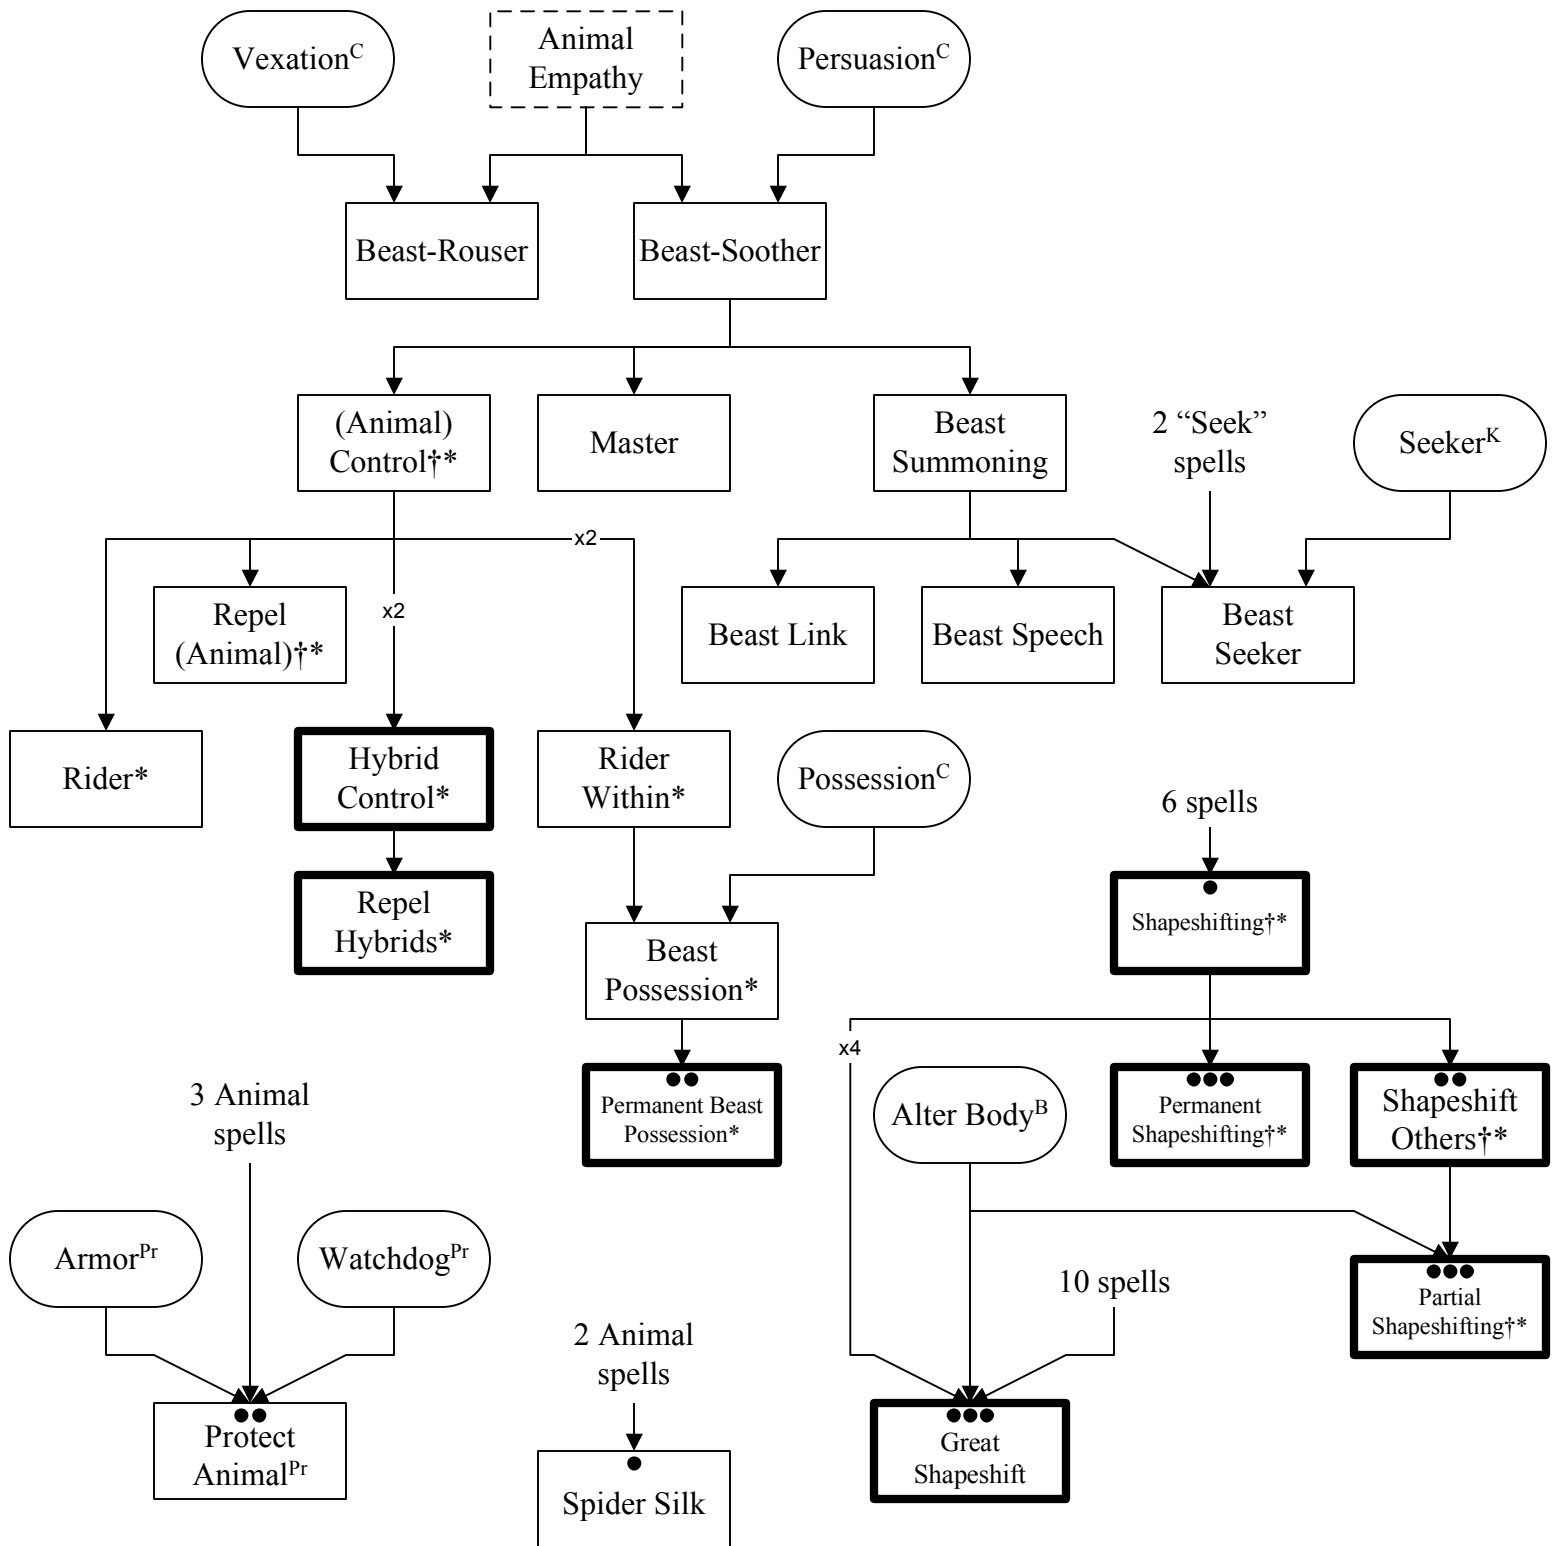 Vexation^C
Animal
Empathy
Persuasion^C
Beast-Rouser
Beast-Soother
(Animal)
Control†*
Master
Beast
Summoning
2 “Seek”
spells
Seeker^K
x2
x2
Repel
(Animal)†*
Beast Link
Beast Speech
Beast
Seeker
Rider*
Hybrid
Control*
Rider
Within*
Possession^C
6 spells
Repel
Hybrids*
Beast
Possession*
Shapeshifting†*
x4
3 Animal
spells
Permanent Beast
Possession*
Alter Body^B
Permanent
Shapeshifting†*
Shapeshift
Others†*
Armor^Pr
Watchdog^Pr
10 spells
Partial
Shapeshifting†*
2 Animal
spells
Protect
Animal^Pr
Great
Shapeshift
Spider Silk